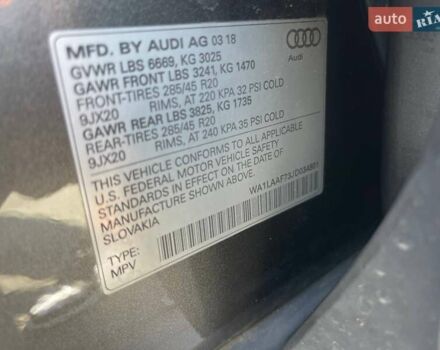 auto RIA
MFD. BY AUDI AG 03 18
GVWR LBS 6669, KG 3025
GAWR FRONT LBS 3241, KG 1470
FRONT-TIRES 285/45 R20
9JX20 RIMS, AT 220 KPA 32 PSI COLD
GAWR REAR LBS 3825, KG 1735
REAR-TIRES 285/45 R20
9JX20 RIMS, AT 240 KPA 35 PSI COLD
THIS VEHICLE CONFORMS TO ALL APPLICABLE
U.S. FEDERAL MOTOR VEHICLE SAFETY
STANDARDS IN EFFECT ON THE DATE OF
MANUFACTURE SHOWN ABOVE.
SLOVAKIA WA1LAAF73JD034801
TYPE:
MPV